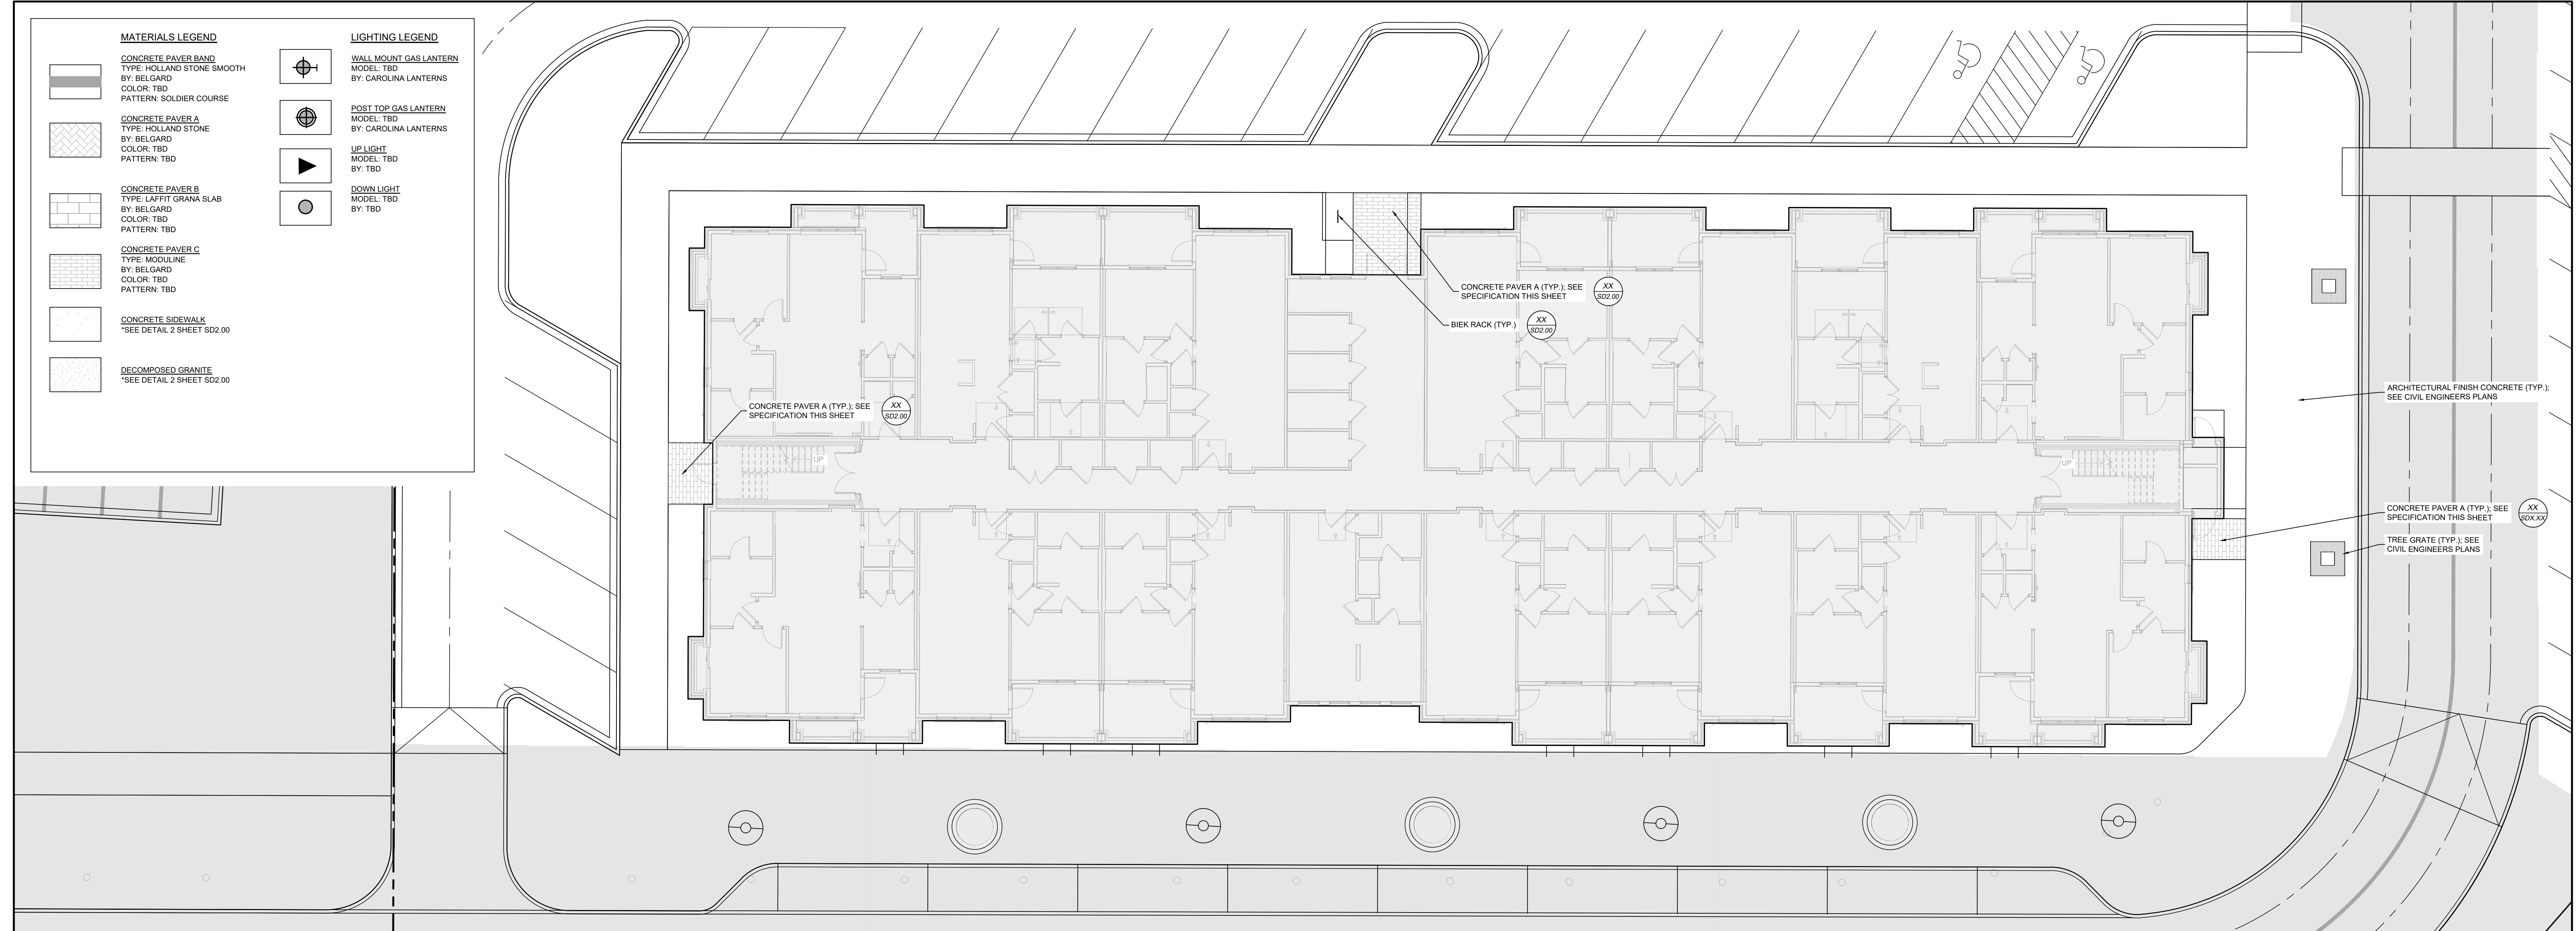 MATERIALS LEGEND
CONCRETE PAVER BAND
TYPE: HOLLAND STONE SMOOTH
BY: BELGARD
COLOR: TBD
PATTERN: SOLDIER COURSE
CONCRETE PAVER A
TYPE: HOLLAND STONE
BY: BELGARD
COLOR: TBD
PATTERN: TBD
CONCRETE PAVER B
TYPE: LAFFIT GRANA SLAB
BY: BELGARD
COLOR: TBD
PATTERN: TBD
CONCRETE PAVER C
TYPE: MODULINE
BY: BELGARD
COLOR: TBD
PATTERN: TBD
CONCRETE SIDEWALK
*SEE DETAIL 2 SHEET SD2.00
DECOMPOSED GRANITE
*SEE DETAIL 2 SHEET SD2.00
LIGHTING LEGEND
WALL MOUNT GAS LANTERN
MODEL: TBD
BY: CAROLINA LANTERNS
POST TOP GAS LANTERN
MODEL: TBD
BY: CAROLINA LANTERNS
UP LIGHT
MODEL: TBD
BY: TBD
DOWN LIGHT
MODEL: TBD
BY: TBD
CONCRETE PAVER A (TYP.); SEE
SPECIFICATION THIS SHEET
XX
SD2.00
BIEK RACK (TYP.)
XX
SD2.00
CONCRETE PAVER A (TYP.); SEE
SPECIFICATION THIS SHEET
XX
SD2.00
UP
UP
ARCHITECTURAL FINISH CONCRETE (TYP.);
SEE CIVIL ENGINEERS PLANS
CONCRETE PAVER A (TYP.); SEE
SPECIFICATION THIS SHEET
XX
SDX.XX
TREE GRATE (TYP.); SEE
CIVIL ENGINEERS PLANS